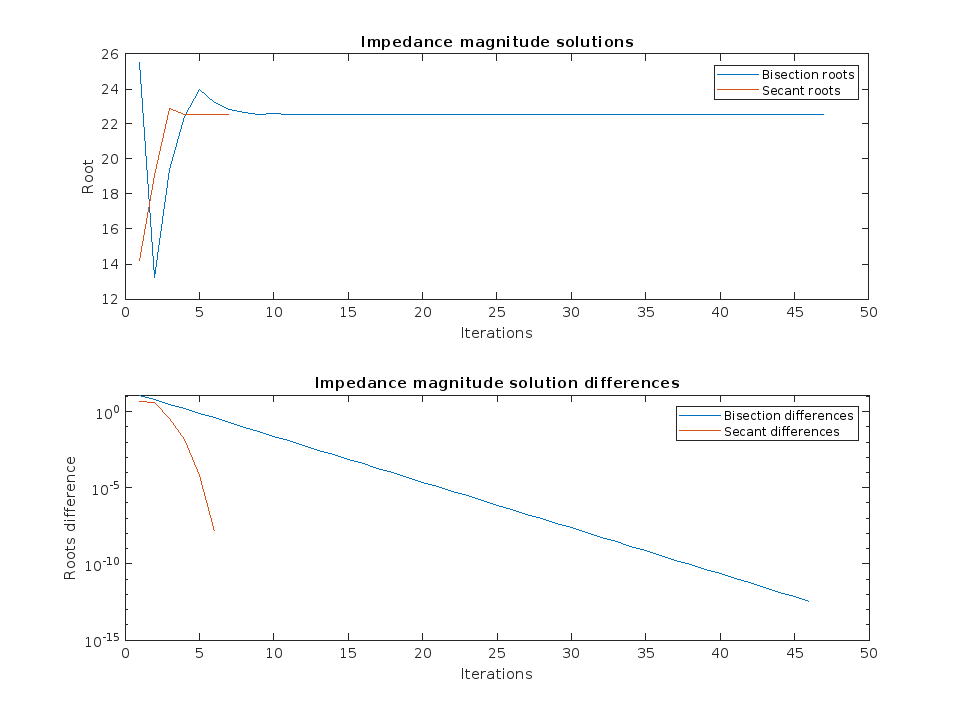 Impedance magnitude solutions
26
24
22
20
18
16
14
12
Root
Bisection roots
Secant roots
0 5 10 15 20 25 30 35 40 45 50
Iterations
Impedance magnitude solution differences
10^0
10^-5
10^-10
10^-15
Roots difference
Bisection differences
Secant differences
0 5 10 15 20 25 30 35 40 45 50
Iterations